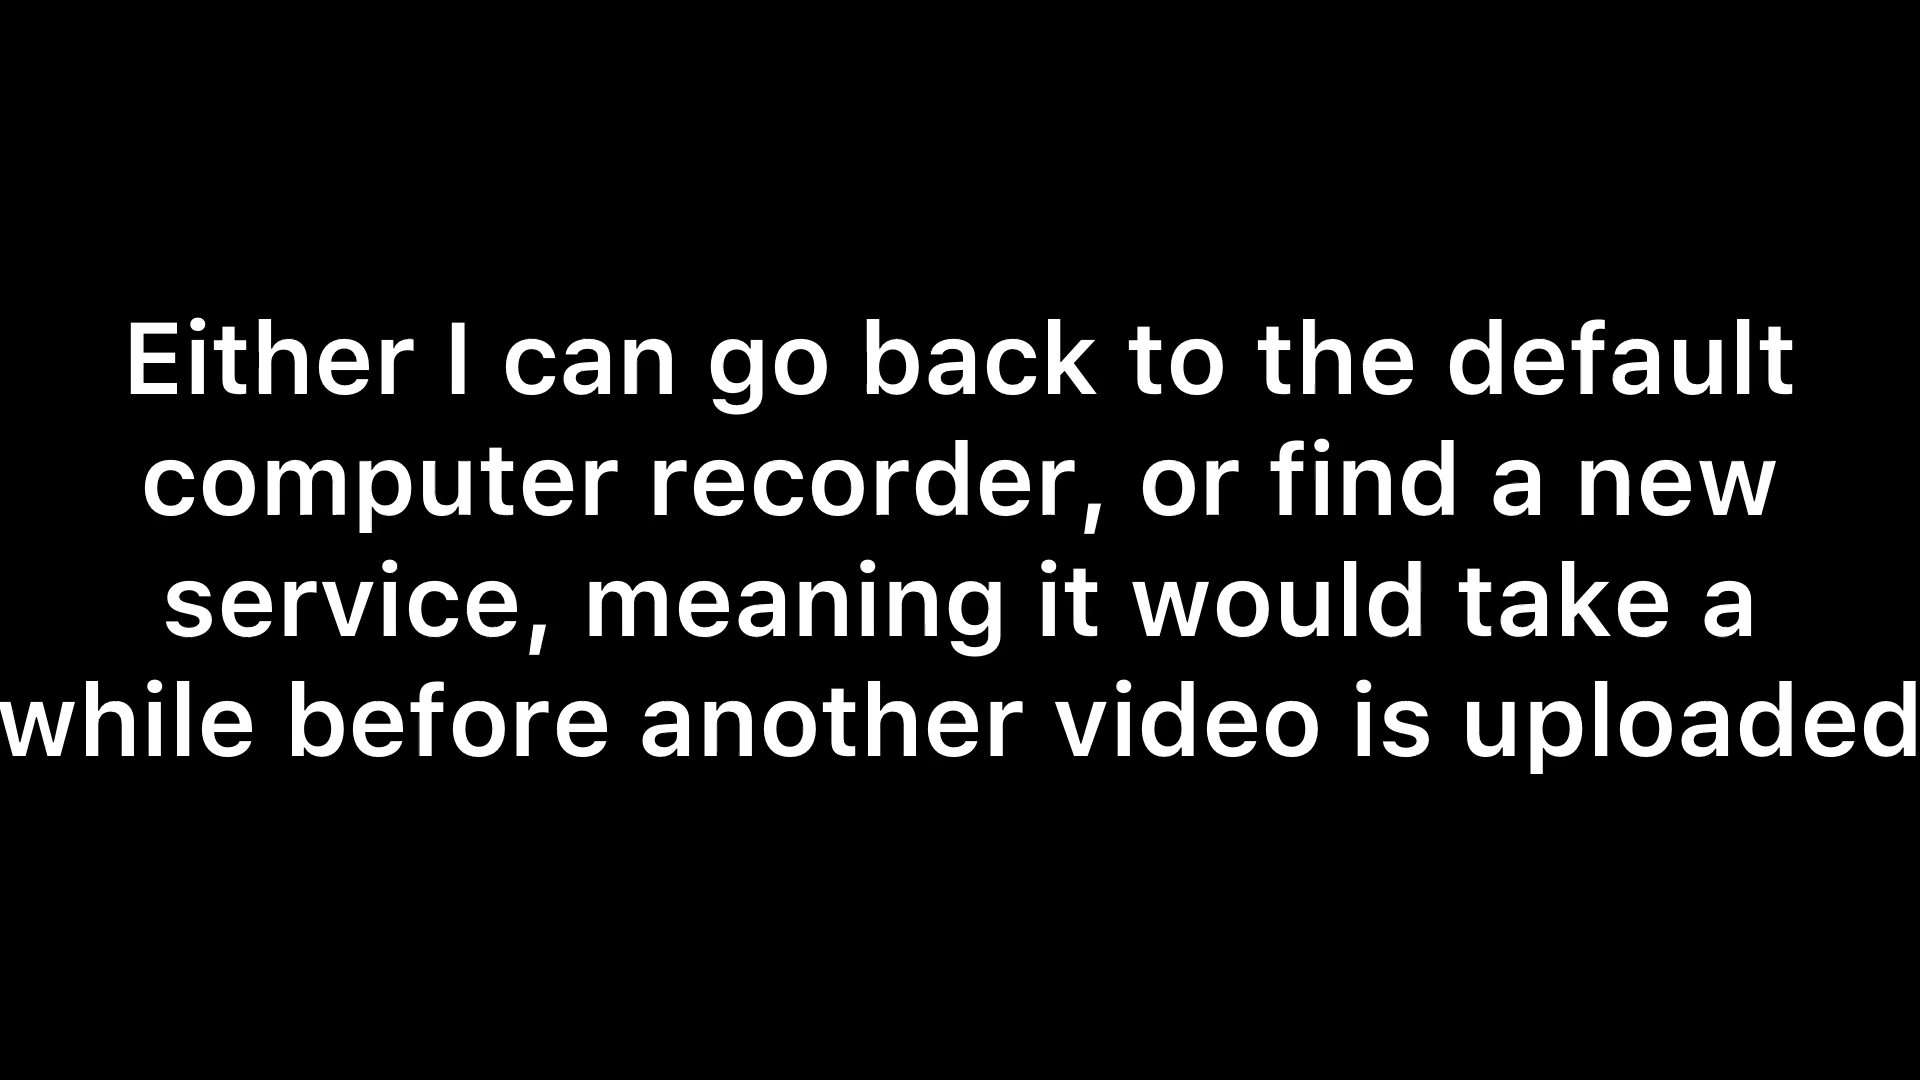 Either I can go back to the default
computer recorder, or find a new
service, meaning it would take a
while before another video is uploaded